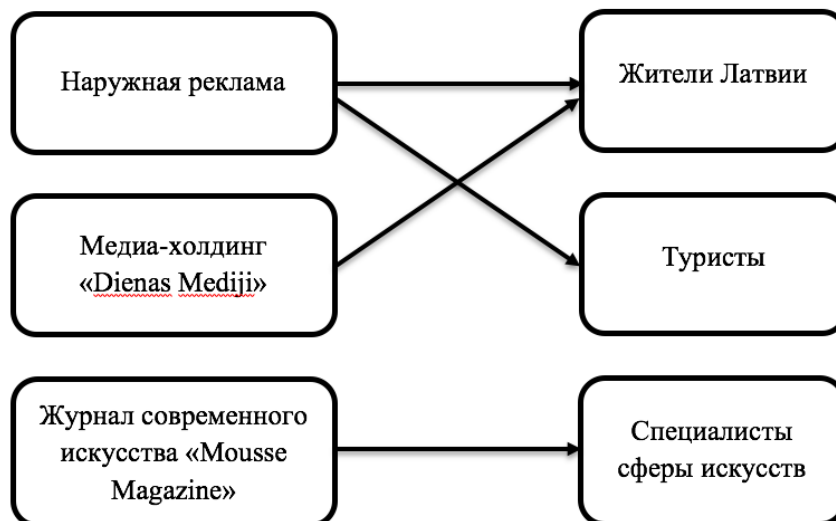 Наружная реклама
Жители Латвии
Медиа-холдинг
«Dienas Mediji»
Туристы
Журнал современного
искусства «Mousse
Magazine»
Специалисты
сферы искусств